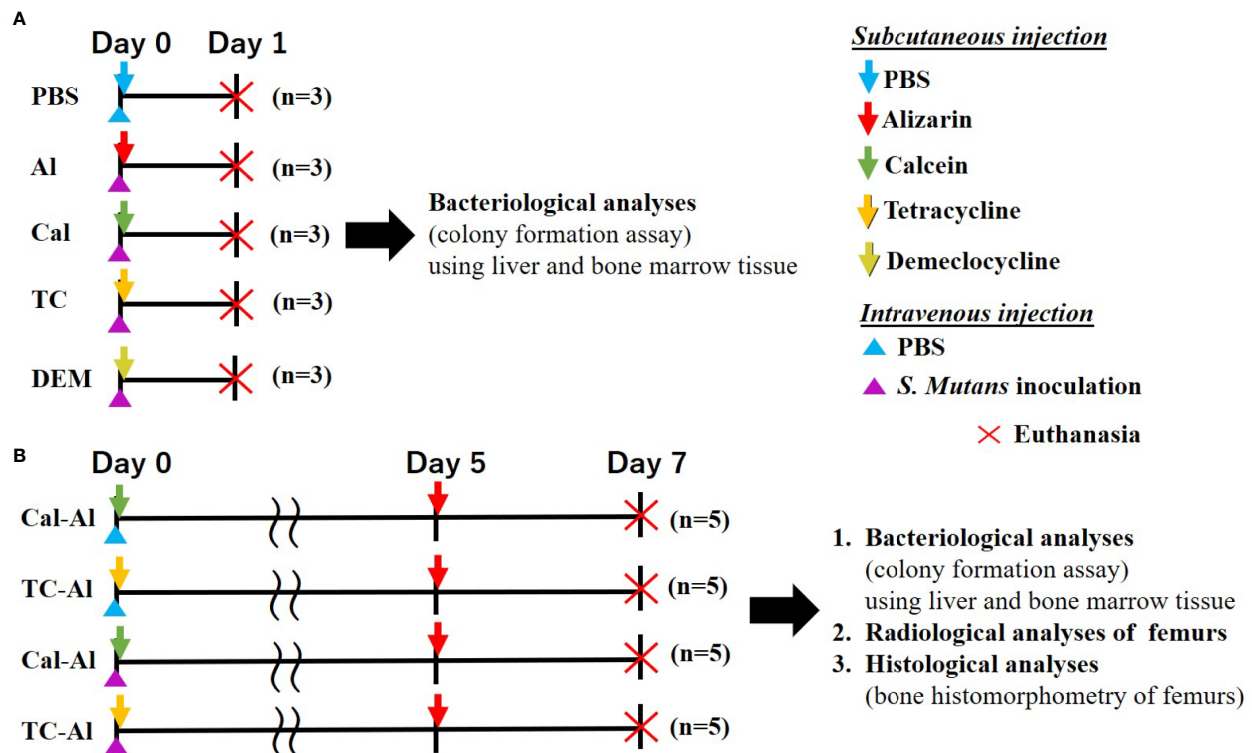 A
Day 0 Day 1
PBS (n=3)
Al (n=3)
Cal (n=3)
TC (n=3)
DEM (n=3)
Bacteriological analyses
(colony formation assay)
using liver and bone marrow tissue
Subcutaneous injection
PBS
Alizarin
Calcein
Tetracycline
Demeclocycline
Intravenous injection
PBS
S. Mutans inoculation
Euthanasia
B
Day 0 Day 5 Day 7
Cal-Al (n=5)
TC-Al (n=5)
Cal-Al (n=5)
TC-Al (n=5)
1. Bacteriological analyses
(colony formation assay)
using liver and bone marrow tissue
2. Radiological analyses of femurs
3. Histological analyses
(bone histomorphometry of femurs)